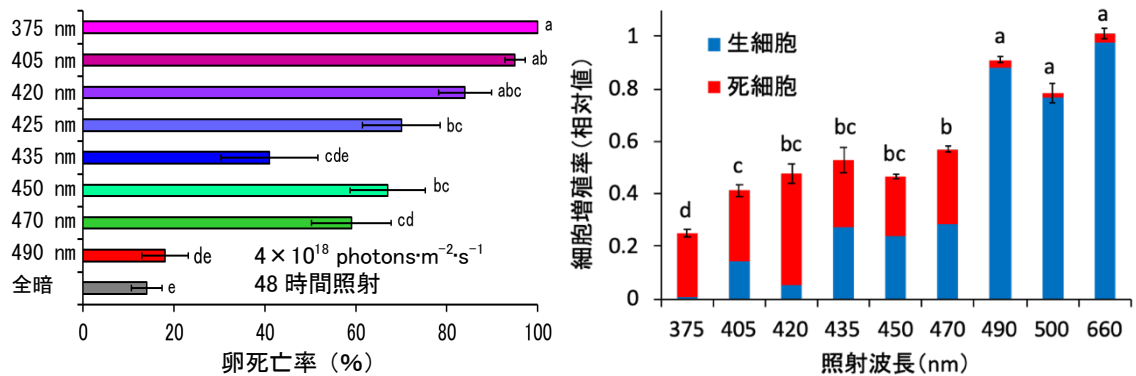 375 nm
a
405 nm
ab
420 nm
abc
425 nm
bc
435 nm
cde
450 nm
bc
470 nm
cd
490 nm
de
全暗
e
4×10¹⁸ photons·m⁻²·s⁻¹
48 時間照射
0 20 40 60 80 100
卵死亡率（%）
細胞増殖率(相対値)
1
0.8
0.6
0.4
0.2
0
生細胞
死細胞
d c bc bc bc b a a a
375 405 420 435 450 470 490 500 660
照射波長(nm)